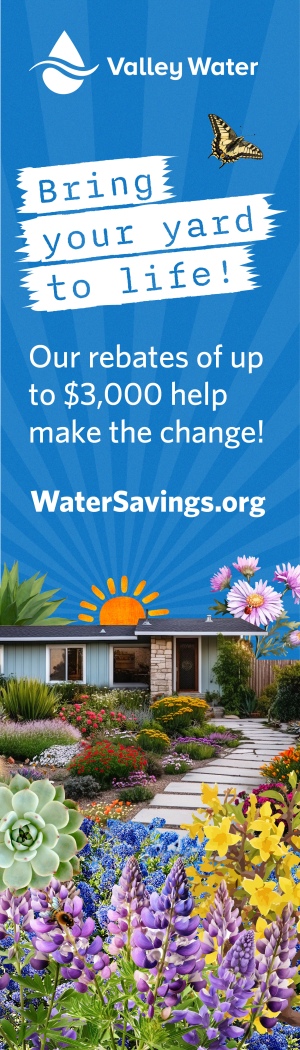 Valley Water
Bring
your yard
to life!
Our rebates of up
to $3,000 help
make the change!
WaterSavings.org